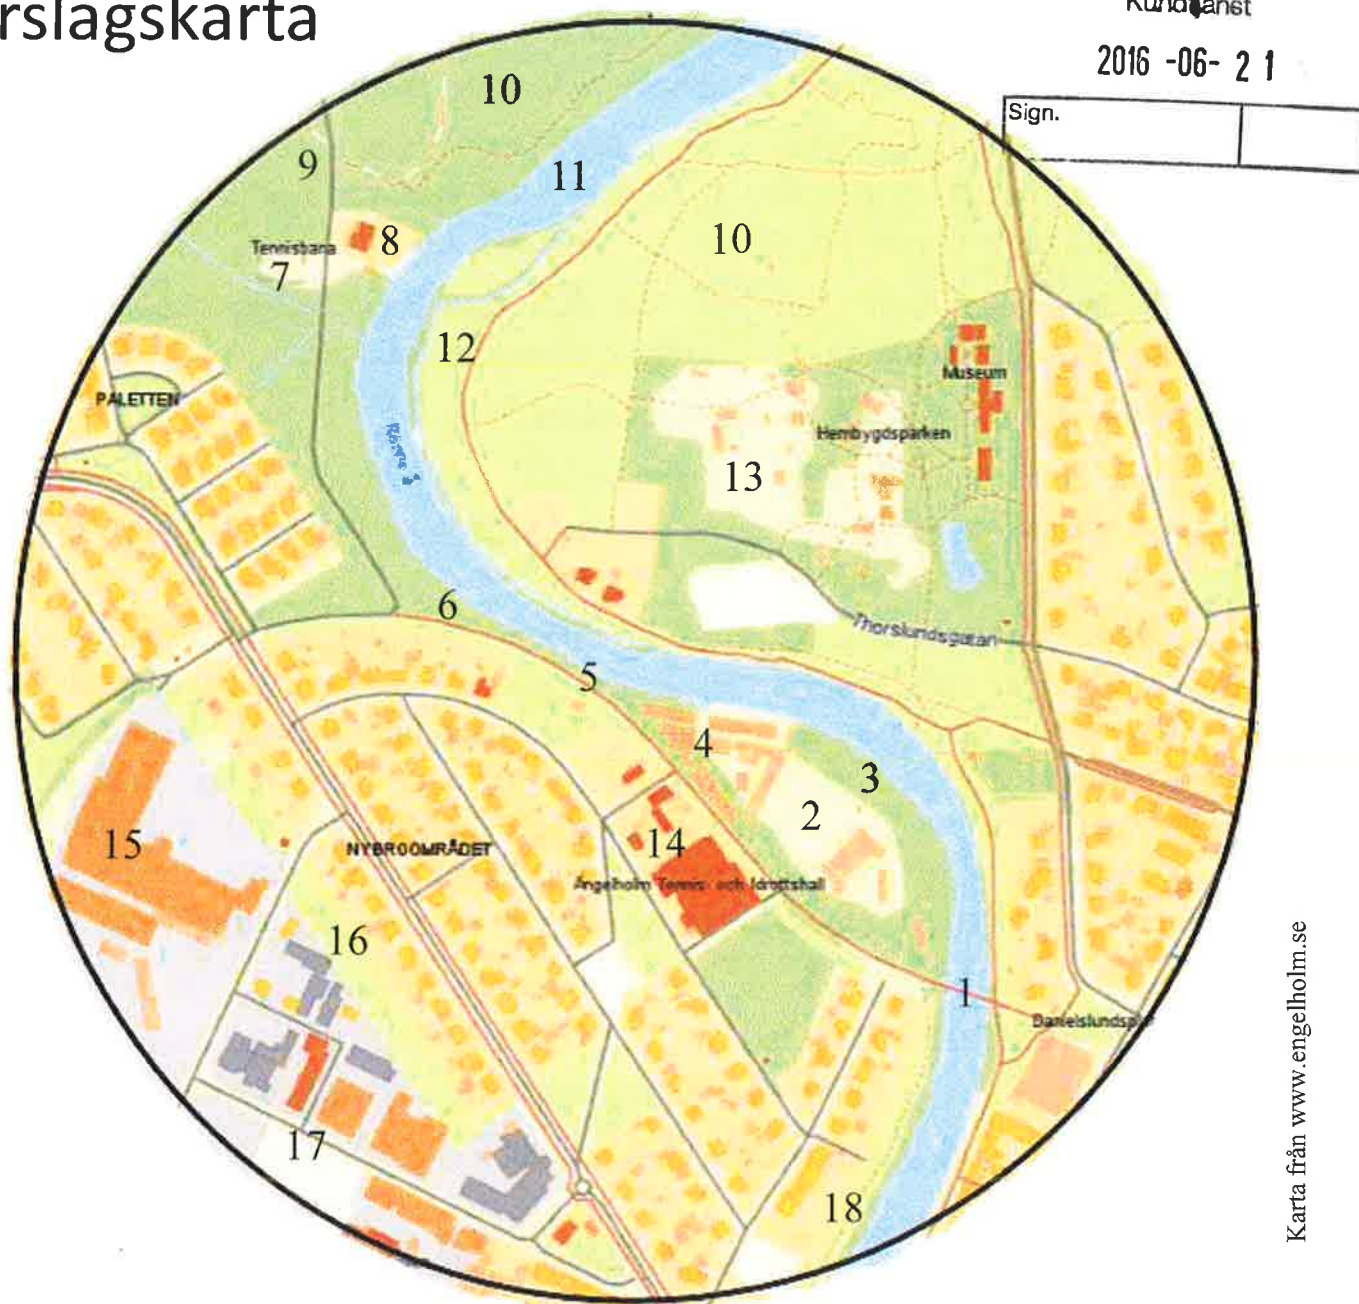 rslagskarta
2016 -06- 2 1
Sign.
10
9
11
Tennisbana
8
10
7
12
Museum
PALETTEN
Hembygdsparken
13
6
Thorslundsgatan
5
4
3
2
15
NYBROOMRÅDET
14
Ängelholm Tennis- och Idrottshall
16
1
17
18
Karta från www.engelholm.se